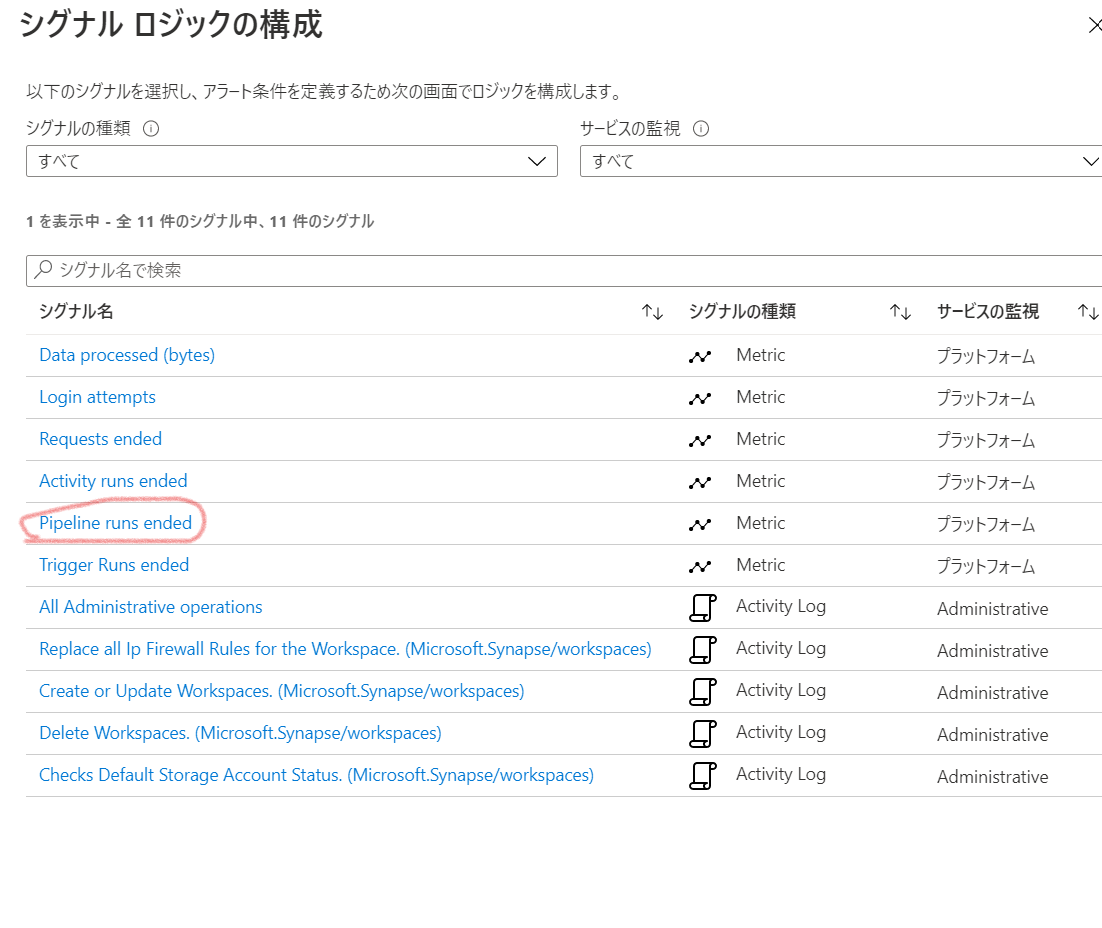 シグナル ロジックの構成
以下のシグナルを選択し、アラート条件を定義するため次の画面でロジックを構成します。
シグナルの種類 サービスの監視
すべて すべて
1 を表示中 - 全 11 件のシグナル中、11 件のシグナル
シグナル名で検索
シグナル名 シグナルの種類 サービスの監視
Data processed (bytes) Metric プラットフォーム
Login attempts Metric プラットフォーム
Requests ended Metric プラットフォーム
Activity runs ended Metric プラットフォーム
Pipeline runs ended Metric プラットフォーム
Trigger Runs ended Metric プラットフォーム
All Administrative operations Activity Log Administrative
Replace all Ip Firewall Rules for the Workspace. (Microsoft.Synapse/workspaces) Activity Log Administrative
Create or Update Workspaces. (Microsoft.Synapse/workspaces) Activity Log Administrative
Delete Workspaces. (Microsoft.Synapse/workspaces) Activity Log Administrative
Checks Default Storage Account Status. (Microsoft.Synapse/workspaces) Activity Log Administrative